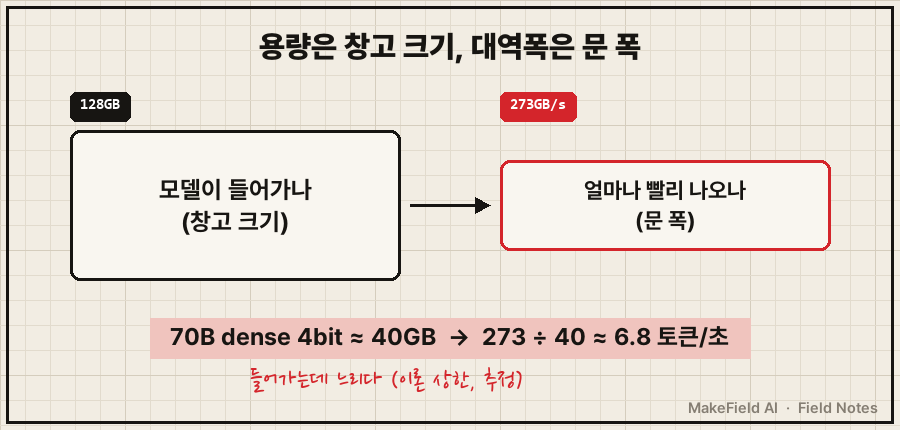 용량은 창고 크기, 대역폭은 문 폭
128GB
모델이 들어가나
(창고 크기)
273GB/s
얼마나 빨리 나오나
(문 폭)
70B dense 4bit ≈ 40GB → 273 ÷ 40 ≈ 6.8 토큰/초
들어가는데 느리다 (이론 상한, 추정)
MakeField AI · Field Notes